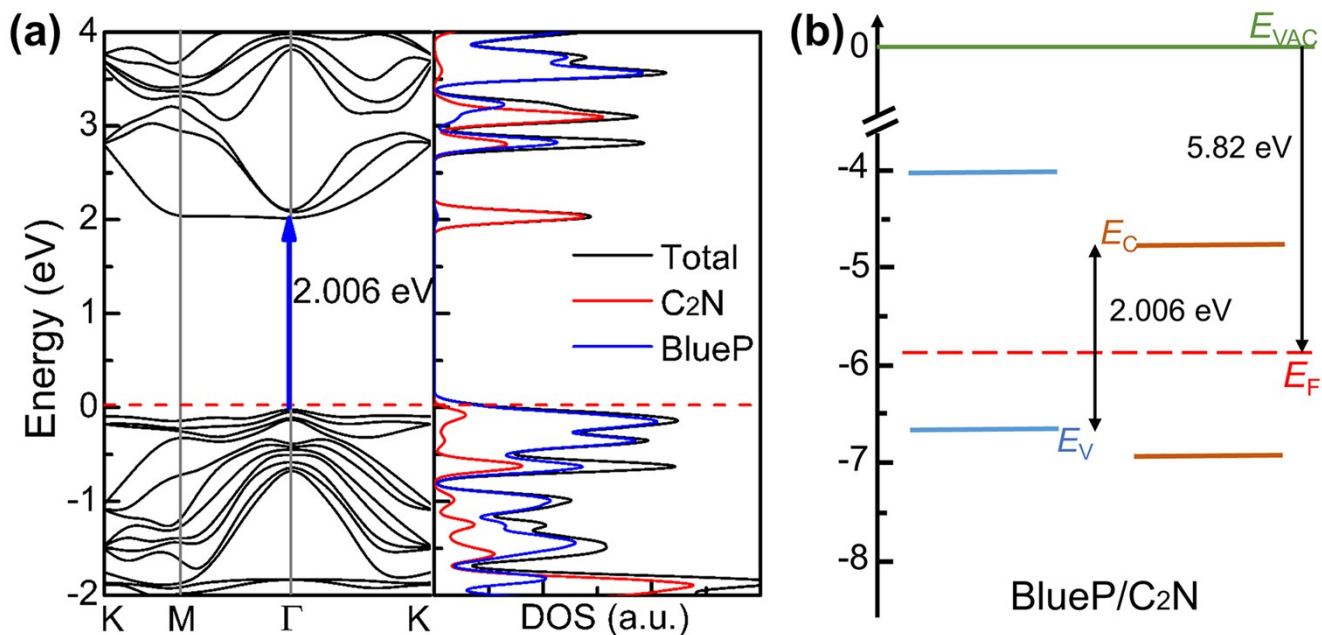 (a)
Energy (eV)
4
3
2
1
0
-1
-2
K
M
Γ
K
2.006 eV
Total
C2N
BlueP
DOS (a.u.)
(b)
0
-4
-5
-6
-7
-8
EVAC
5.82 eV
EC
2.006 eV
EF
EV
BlueP/C2N